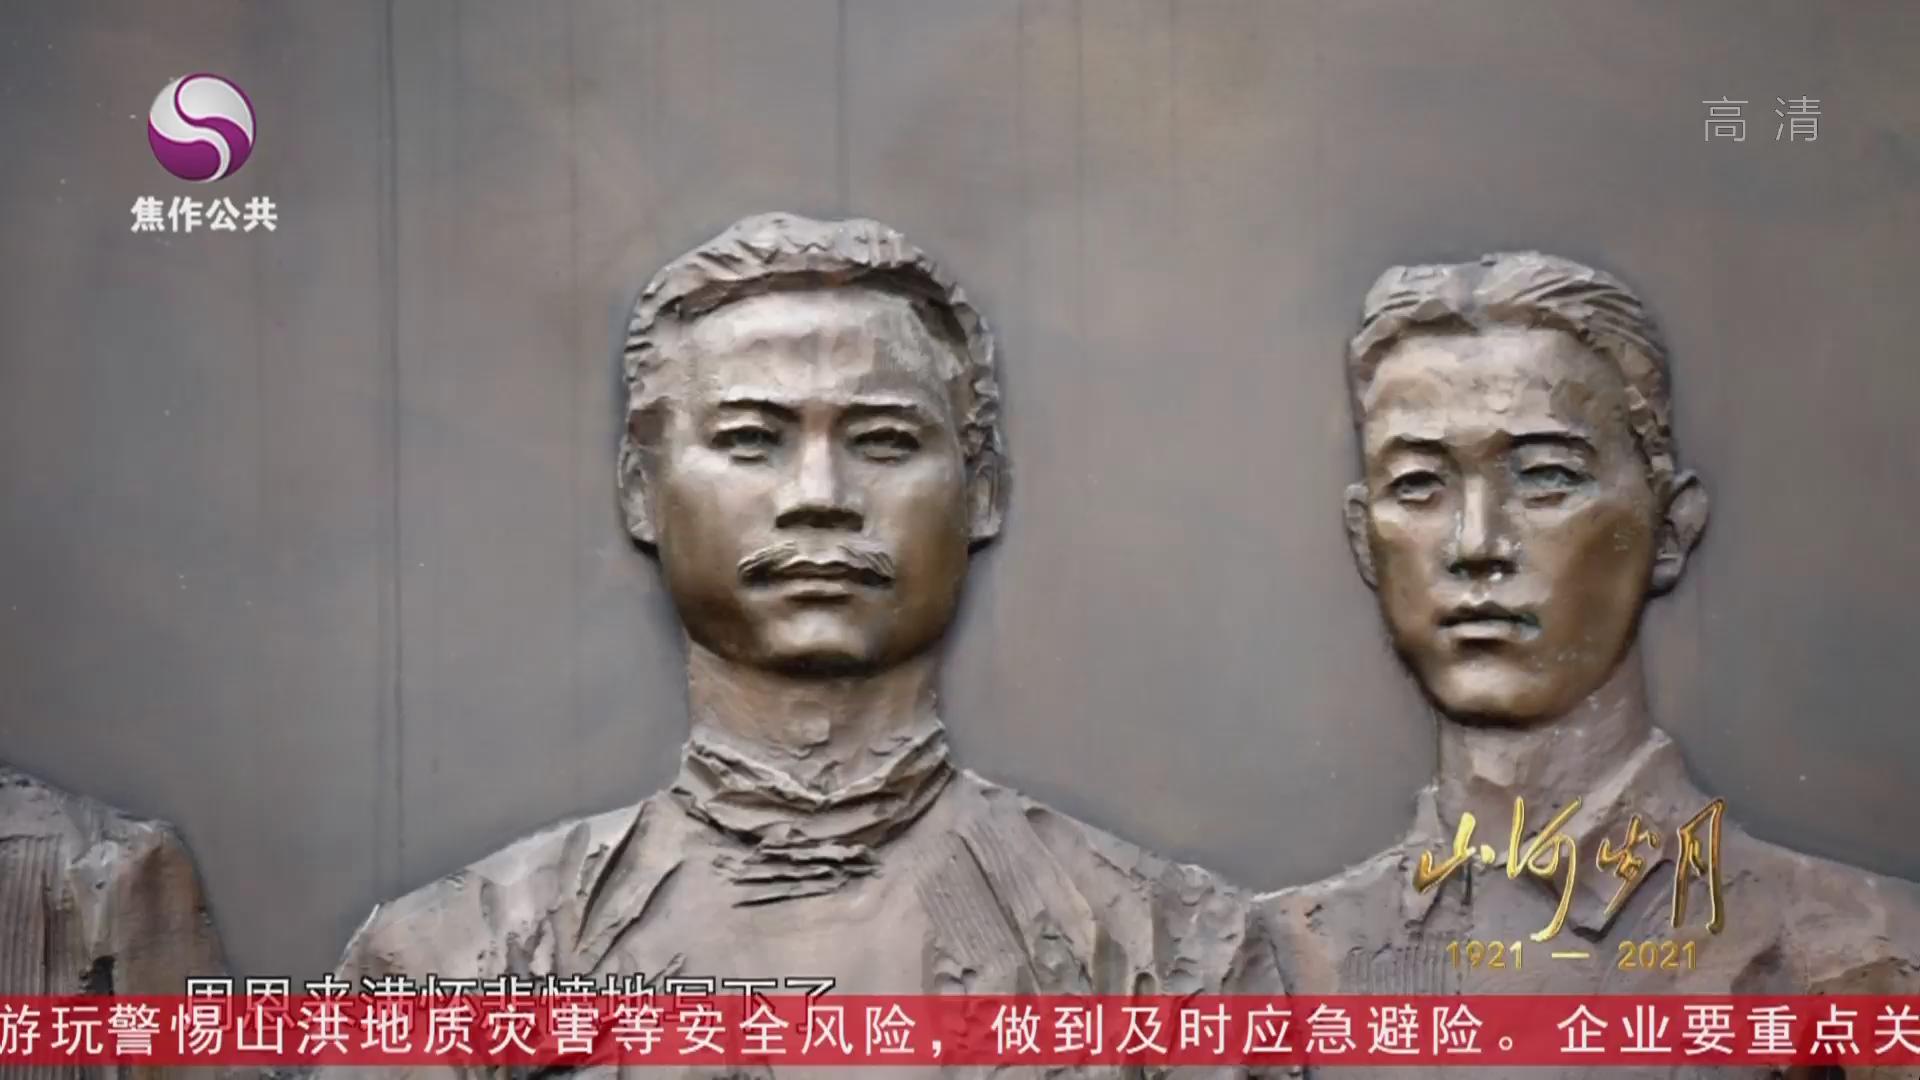 高清
焦作公共
山河岁月
1921 — 2021
周恩来满怀悲愤地写下了
游玩警惕山洪地质灾害等安全风险，做到及时应急避险。企业要重点关